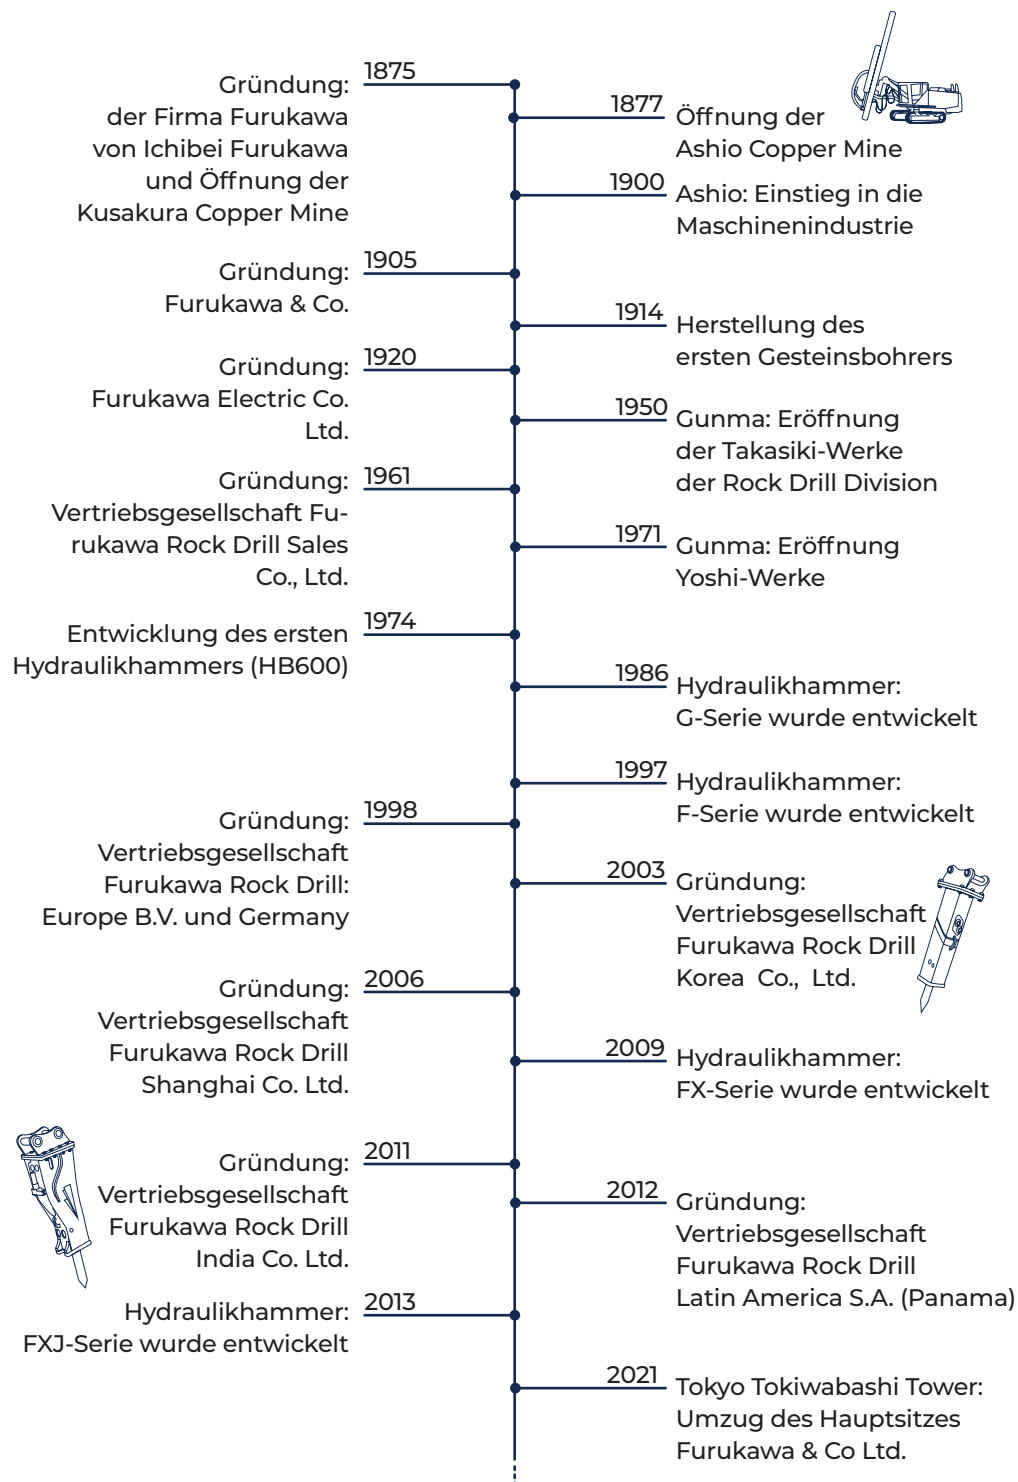 1875
Gründung:
der Firma Furukawa
von Ichibei Furukawa
und Öffnung der
Kusakura Copper Mine
1877
Öffnung der
Ashio Copper Mine
1900
Ashio: Einstieg in die
Maschinenindustrie
1905
Gründung:
Furukawa & Co.
1914
Herstellung des
ersten Gesteinsbohrers
1920
Gründung:
Furukawa Electric Co.
Ltd.
1950
Gunma: Eröffnung
der Takasiki-Werke
der Rock Drill Division
1961
Gründung:
Vertriebsgesellschaft Fu-
rukawa Rock Drill Sales
Co., Ltd.
1971
Gunma: Eröffnung
Yoshi-Werke
1974
Entwicklung des ersten
Hydraulikhammers (HB600)
1986
Hydraulikhammer:
G-Serie wurde entwickelt
1997
Hydraulikhammer:
F-Serie wurde entwickelt
1998
Gründung:
Vertriebsgesellschaft
Furukawa Rock Drill:
Europe B.V. und Germany
2003
Gründung:
Vertriebsgesellschaft
Furukawa Rock Drill
Korea Co., Ltd.
2006
Gründung:
Vertriebsgesellschaft
Furukawa Rock Drill
Shanghai Co. Ltd.
2009
Hydraulikhammer:
FX-Serie wurde entwickelt
2011
Gründung:
Vertriebsgesellschaft
Furukawa Rock Drill
India Co. Ltd.
2012
Gründung:
Vertriebsgesellschaft
Furukawa Rock Drill
Latin America S.A. (Panama)
2013
Hydraulikhammer:
FXJ-Serie wurde entwickelt
2021
Tokyo Tokiwabashi Tower:
Umzug des Hauptsitzes
Furukawa & Co Ltd.